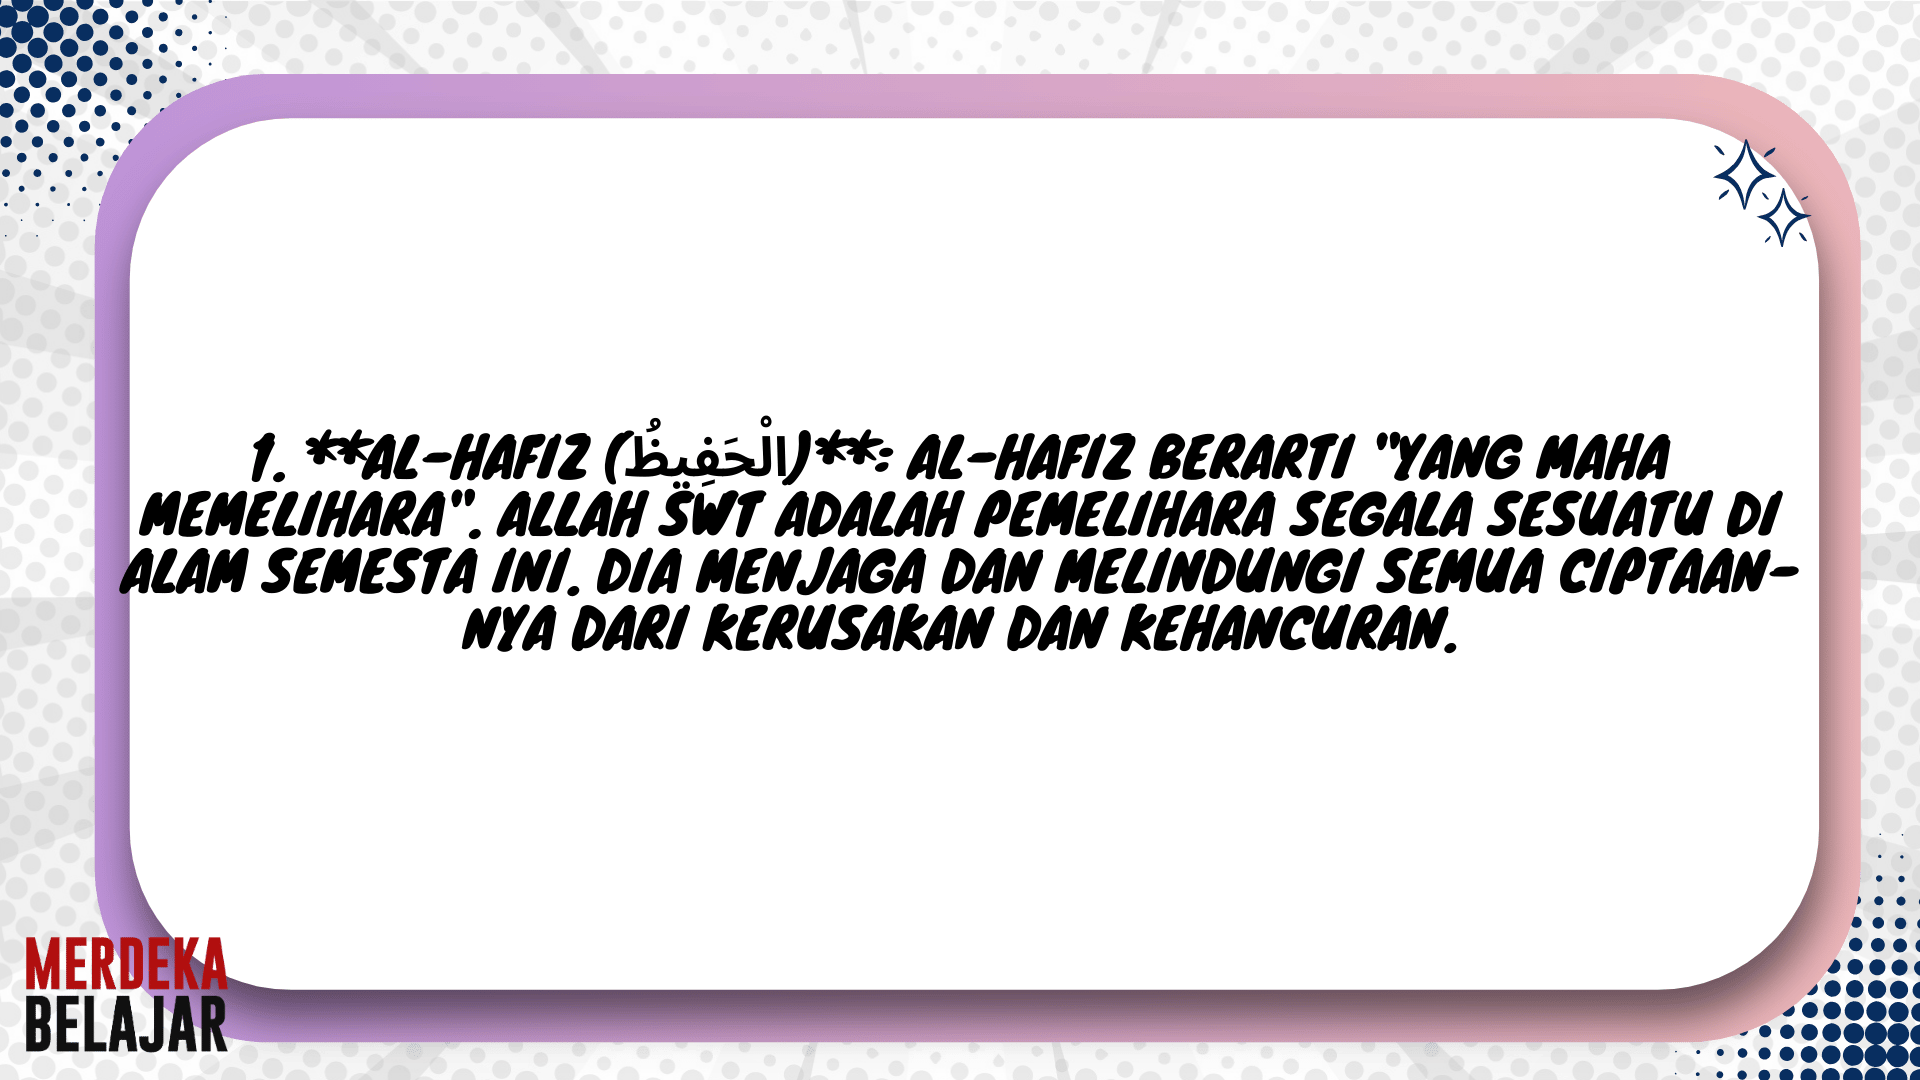 1. **AL-HAFIZ (الْحَفِيظُ)**: AL-HAFIZ BERARTI "YANG MAHA
MEMELIHARA". ALLAH SWT ADALAH PEMELIHARA SEGALA SESUATU DI
ALAM SEMESTA INI. DIA MENJAGA DAN MELINDUNGI SEMUA CIPTAAN-
NYA DARI KERUSAKAN DAN KEHANCURAN.
MERDEKA
BELAJAR